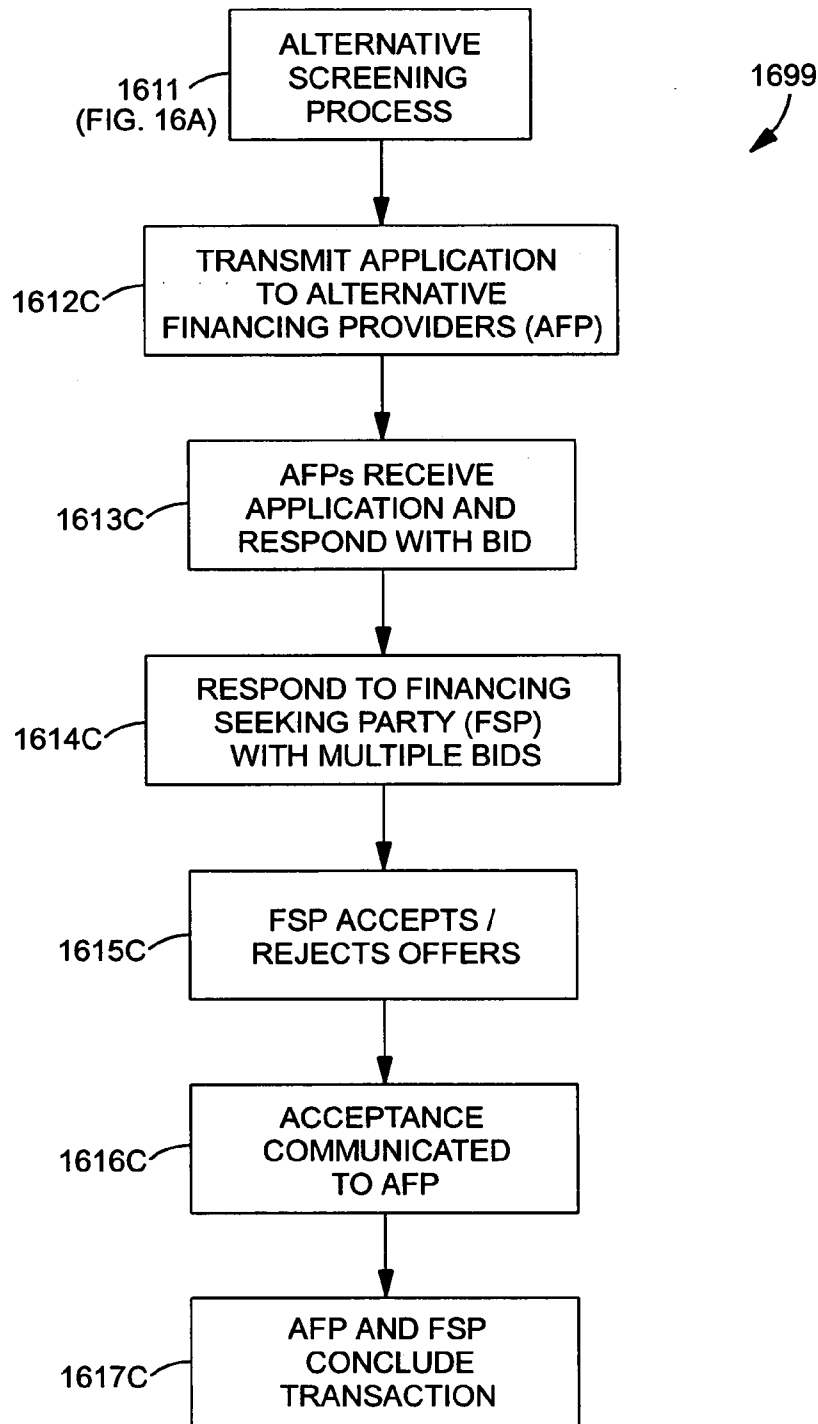 ALTERNATIVE
SCREENING
PROCESS
1611
(FIG. 16A)
1699
TRANSMIT APPLICATION
TO ALTERNATIVE
FINANCING PROVIDERS (AFP)
1612C
AFPs RECEIVE
APPLICATION AND
RESPOND WITH BID
1613C
RESPOND TO FINANCING
SEEKING PARTY (FSP)
WITH MULTIPLE BIDS
1614C
FSP ACCEPTS /
REJECTS OFFERS
1615C
ACCEPTANCE
COMMUNICATED
TO AFP
1616C
AFP AND FSP
CONCLUDE
TRANSACTION
1617C